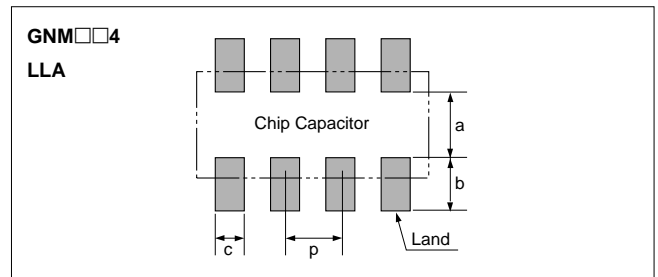 GNM□□4
LLA
Chip Capacitor
a
b
c
p
Land